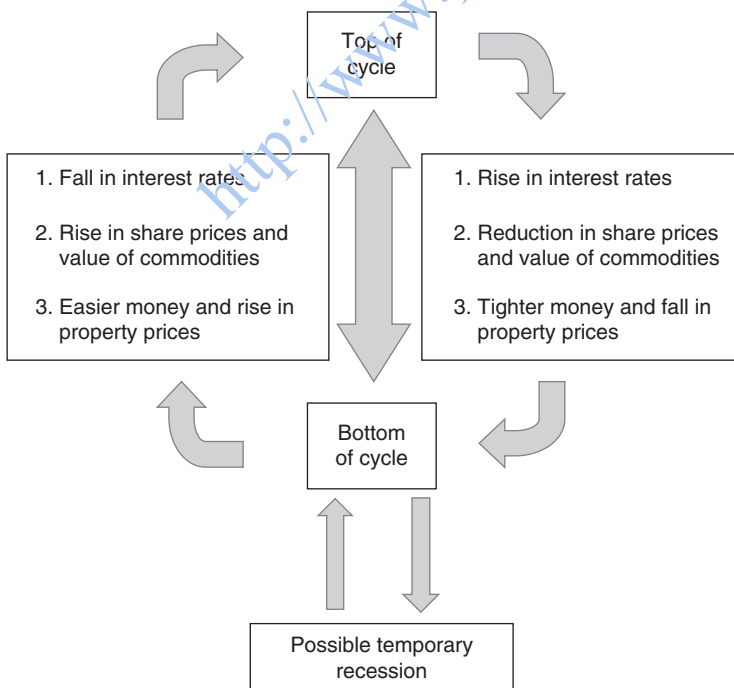 http://www.
Top of
cycle
1. Fall in interest rates
2. Rise in share prices and
value of commodities
3. Easier money and rise in
property prices
1. Rise in interest rates
2. Reduction in share prices
and value of commodities
3. Tighter money and fall in
property prices
Bottom
of cycle
Possible temporary
recession